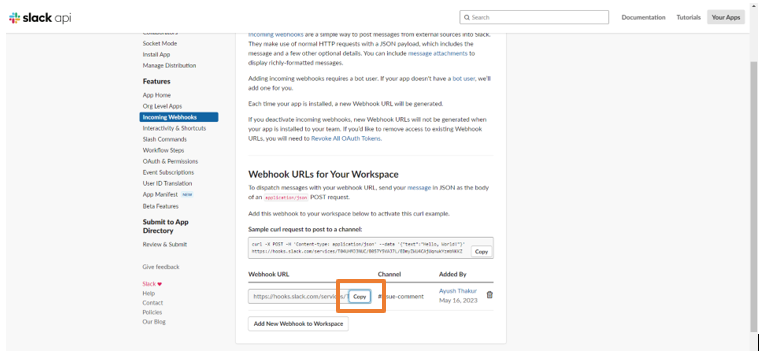 slack api
Search
Documentation
Tutorials
Your Apps
Socket Mode
Install App
Manage Distribution
Features
App Home
Org Level Apps
Incoming Webhooks
Interactivity & Shortcuts
Slash Commands
Workflow Steps
OAuth & Permissions
Event Subscriptions
User ID Translation
App Manifest NEW
Beta Features
Submit to App
Directory
Review & Submit
Give feedback
Slack ♥
Help
Contact
Policies
Our Blog
Incoming webhooks are a simple way to post messages from external sources into Slack.
They make use of normal HTTP requests with a JSON payload, which includes the
message and a few other optional details. You can include message attachments to
display richly-formatted messages.
Adding incoming webhooks requires a bot user. If your app doesn't have a bot user, we'll
add one for you.
Each time your app is installed, a new Webhook URL will be generated.
If you deactivate incoming webhooks, new Webhook URLs will not be generated when
your app is installed to your team. If you'd like to remove access to existing Webhook
URLs, you will need to Revoke All OAuth Tokens.
Webhook URLs for Your Workspace
To dispatch messages with your webhook URL, send your message in JSON as the body
of an application/json POST request.
Add this webhook to your workspace below to activate this curl example.
Sample curl request to post to a channel:
curl -X POST -H 'Content-type: application/json' --data '{"text":"Hello, World!"}'
https://hooks.slack.com/services/
Copy
Webhook URL
Channel
Added By
https://hooks.slack.com/services/T
Copy
#
sue-comment
Ayush Thakur
May 16, 2023
Add New Webhook to Workspace